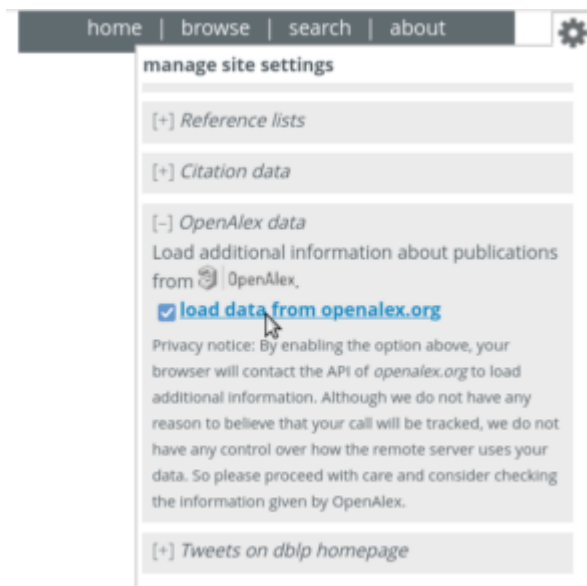 home | browse | search | about
manage site settings
[+] Reference lists
[+] Citation data
[–] OpenAlex data
Load additional information about publications
from OpenAlex.
load data from openalex.org
Privacy notice: By enabling the option above, your
browser will contact the API of openalex.org to load
additional information. Although we do not have any
reason to believe that your call will be tracked, we do not
have any control over how the remote server uses your
data. So please proceed with care and consider checking
the information given by OpenAlex.
[+] Tweets on dblp homepage